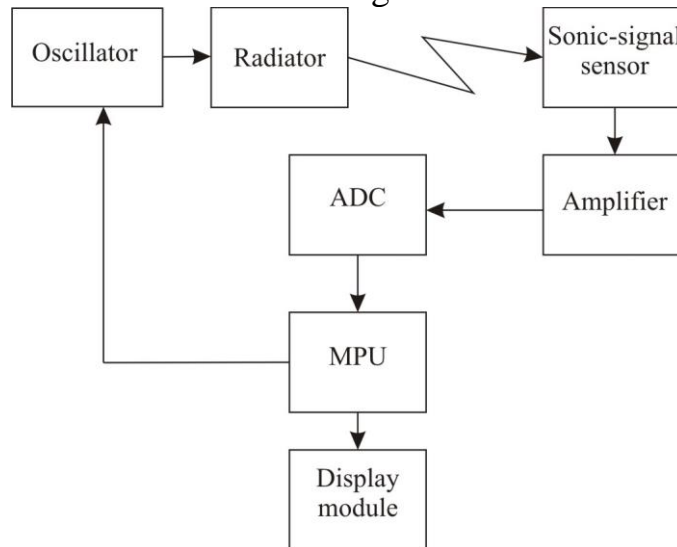 Oscillator
Radiator
Sonic-signal
sensor
ADC
Amplifier
MPU
Display
module